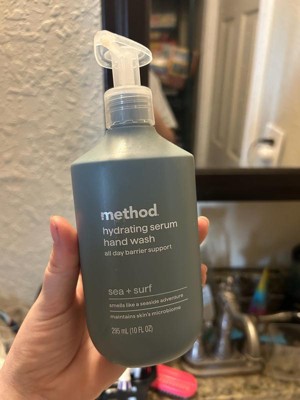 method
hydrating serum
hand wash
all day barrier support
sea + surf
smells like a seaside adventure
maintains skin's microbiome
295 mL (10 FL OZ)